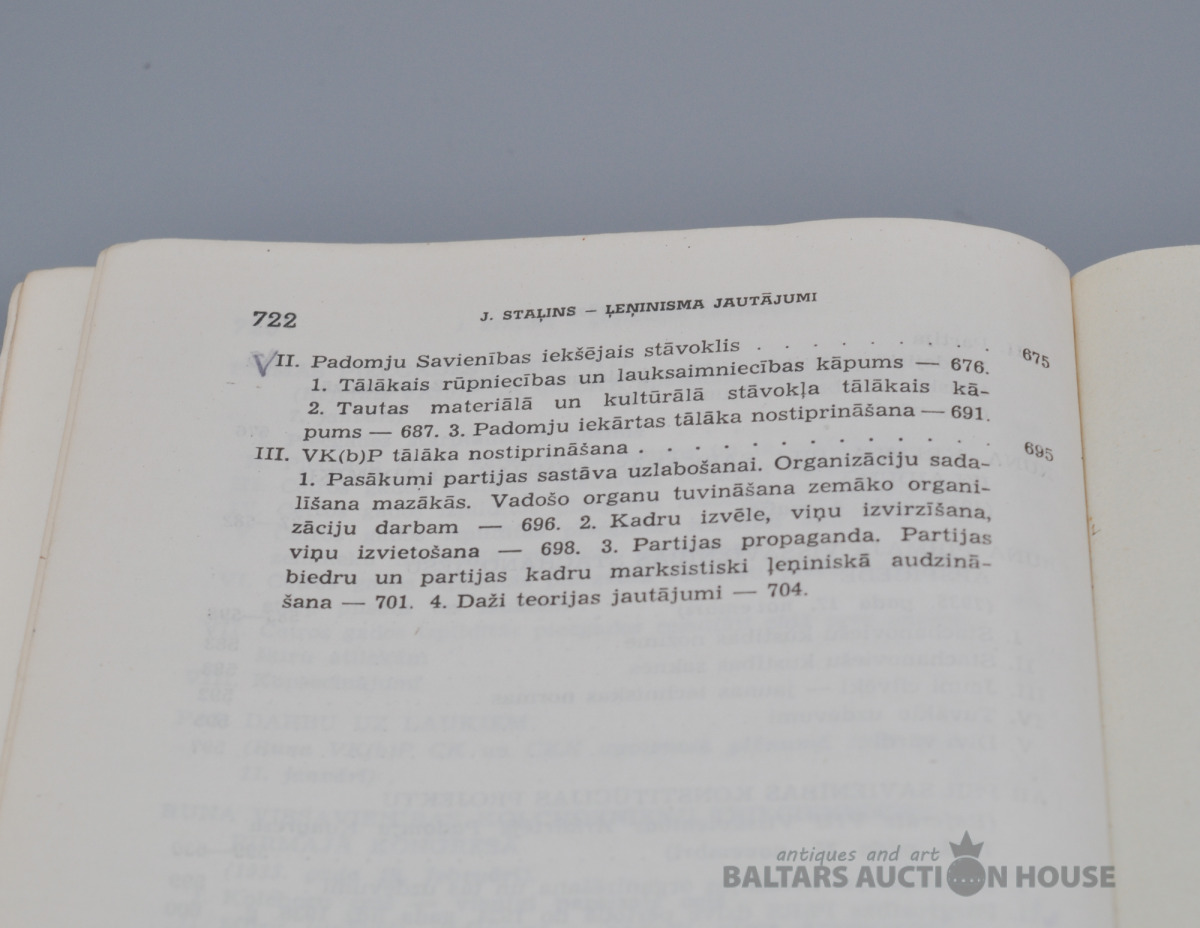 722
J. STAĻINS — ĻEŅINISMA JAUTĀJUMI
II. Padomju Savienības iekšējais stāvoklis . . . . . . . . . . 675
1. Tālākais rūpniecības un lauksaimniecības kāpums — 676.
2. Tautas materiālā un kultūrālā stāvokļa tālākais kā-
pums — 687. 3. Padomju iekārtas tālāka nostiprināšana — 691.
III. VK(b)P tālāka nostiprināšana . . . . . . . . . . . . . 695
1. Pasākumi partijas sastāva uzlabošanai. Organizāciju sada-
līšana mazākās. Vadošo organu tuvināšana zemāko organi-
zāciju darbam — 696. 2. Kadru izvēle, viņu izvirzīšana,
viņu izvietošana — 698. 3. Partijas propaganda. Partijas
biedru un partijas kadru marksistiski ļeņiniskā audzinā-
šana — 701. 4. Daži teorijas jautājumi — 704.
antiques and art
BALTARS AUCTION HOUSE